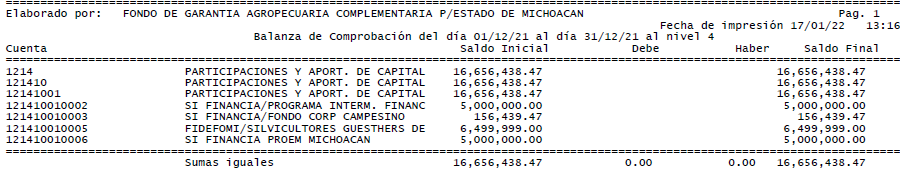 Elaborado por: FONDO DE GARANTIA AGROPECUARIA COMPLEMENTARIA P/ESTADO DE MICHOACAN Pag. 1
Fecha de impresión 17/01/22 13:16
Balanza de Comprobación del día 01/12/21 al día 31/12/21 al nivel 4
Cuenta Saldo Inicial Debe Haber Saldo Final
1214 PARTICIPACIONES Y APORT. DE CAPITAL 16,656,438.47 16,656,438.47
121410 PARTICIPACIONES Y APORT. DE CAPITAL 16,656,438.47 16,656,438.47
12141001 PARTICIPACIONES Y APORT. DE CAPITAL 16,656,438.47 16,656,438.47
121410010002 SI FINANCIA/PROGRAMA INTERM. FINANC 5,000,000.00 5,000,000.00
121410010003 SI FINANCIA/FONDO CORP CAMPESINO 156,439.47 156,439.47
121410010005 FIDEFOMI/SILVICULTORES GUESTHERS DE 6,499,999.00 6,499,999.00
121410010006 SI FINANCIA PROEM MICHOACAN 5,000,000.00 5,000,000.00
Sumas iguales 16,656,438.47 0.00 0.00 16,656,438.47